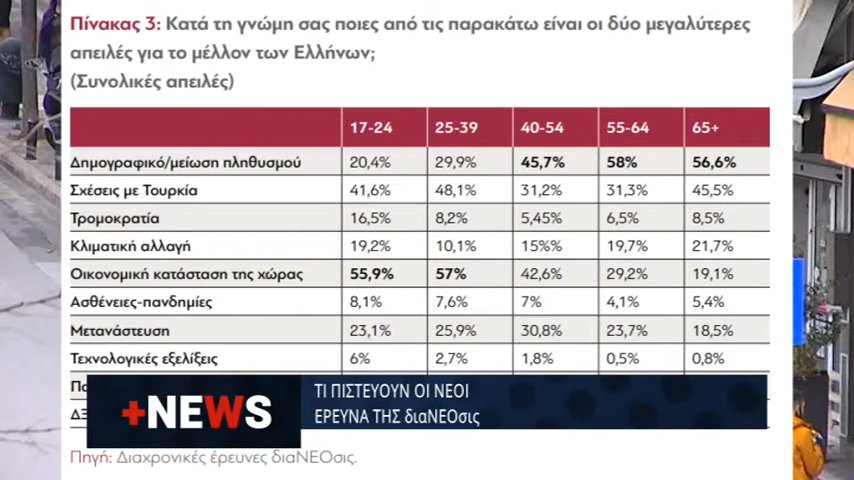 Πίνακας 3: Κατά τη γνώμη σας ποιες από τις παρακάτω είναι οι δύο μεγαλύτερες
απειλές για το μέλλον των Ελλήνων;
(Συνολικές απειλές)
17-24 25-39 40-54 55-64 65+
Δημογραφικό/μείωση πληθυσμού 20,4% 29,9% 45,7% 58% 56,6%
Σχέσεις με Τουρκία 41,6% 48,1% 31,2% 31,3% 45,5%
Τρομοκρατία 16,5% 8,2% 5,45% 6,5% 8,5%
Κλιματική αλλαγή 19,2% 10,1% 15%% 19,7% 21,7%
Οικονομική κατάσταση της χώρας 55,9% 57% 42,6% 29,2% 19,1%
Ασθένειες-πανδημίες 8,1% 7,6% 7% 4,1% 5,4%
Μετανάστευση 23,1% 25,9% 30,8% 23,7% 18,5%
Τεχνολογικές εξελίξεις 6% 2,7% 1,8% 0,5% 0,8%
+NEWS
ΤΙ ΠΙΣΤΕΥΟΥΝ ΟΙ ΝΕΟΙ
ΕΡΕΥΝΑ ΤΗΣ διαΝΕΟσις
Πηγή: Διαχρονικές έρευνες διαΝΕΟσις.